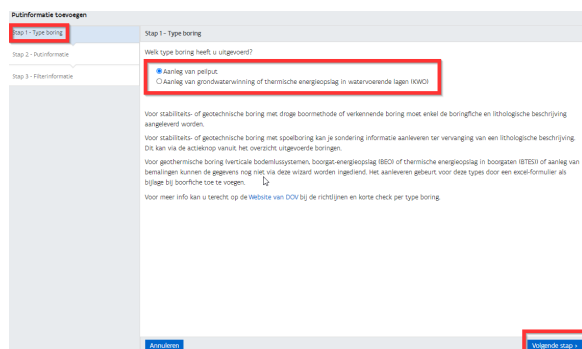 Putinformatie toevoegen
Stap 1 - Type boring
Stap 2 - Putinformatie
Stap 3 - Filterinformatie
Stap 1 - Type boring
Welk type boring heeft u uitgevoerd?
Aanleg van peilput
Aanleg van grondwaterwinning of thermische energieopslag in watervoerende lagen (KWO)
Voor stabiliteits- of geotechnische boring met droge boormethode of verkennende boring moet enkel de boringfiche en lithologische beschrijving
aangeleverd worden.
Voor stabiliteits- of geotechnische boring met spoelboring kan je sondering informatie aanleveren ter vervanging van een lithologische beschrijving.
Dit kan via de actieknop vanuit het overzicht uitgevoerde boringen.
Voor geothermische boring (verticale bodemlussystemen, boorgat-energieopslag (BEO) of thermische energieopslag in boorgaten (BTES)) of aanleg van
bemalingen kunnen de gegevens nog niet via deze wizard worden ingediend. Het aanleveren gebeurt voor deze types door een excel-formulier als
bijlage bij boorfiche toe te voegen.
Voor meer info kan u terecht op de Website van DOV bij de richtlijnen en korte check per type boring.
Annuleren
Volgende stap ›